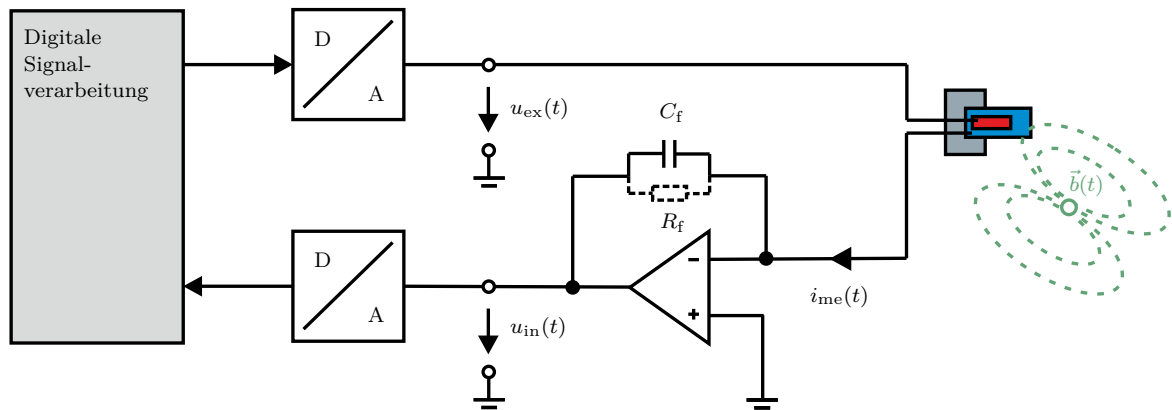 Digitale
Signal-
verarbeitung
D
A
u_ex(t)
C_f
R_f
b⃗(t)
D
A
u_in(t)
-
+
i_me(t)